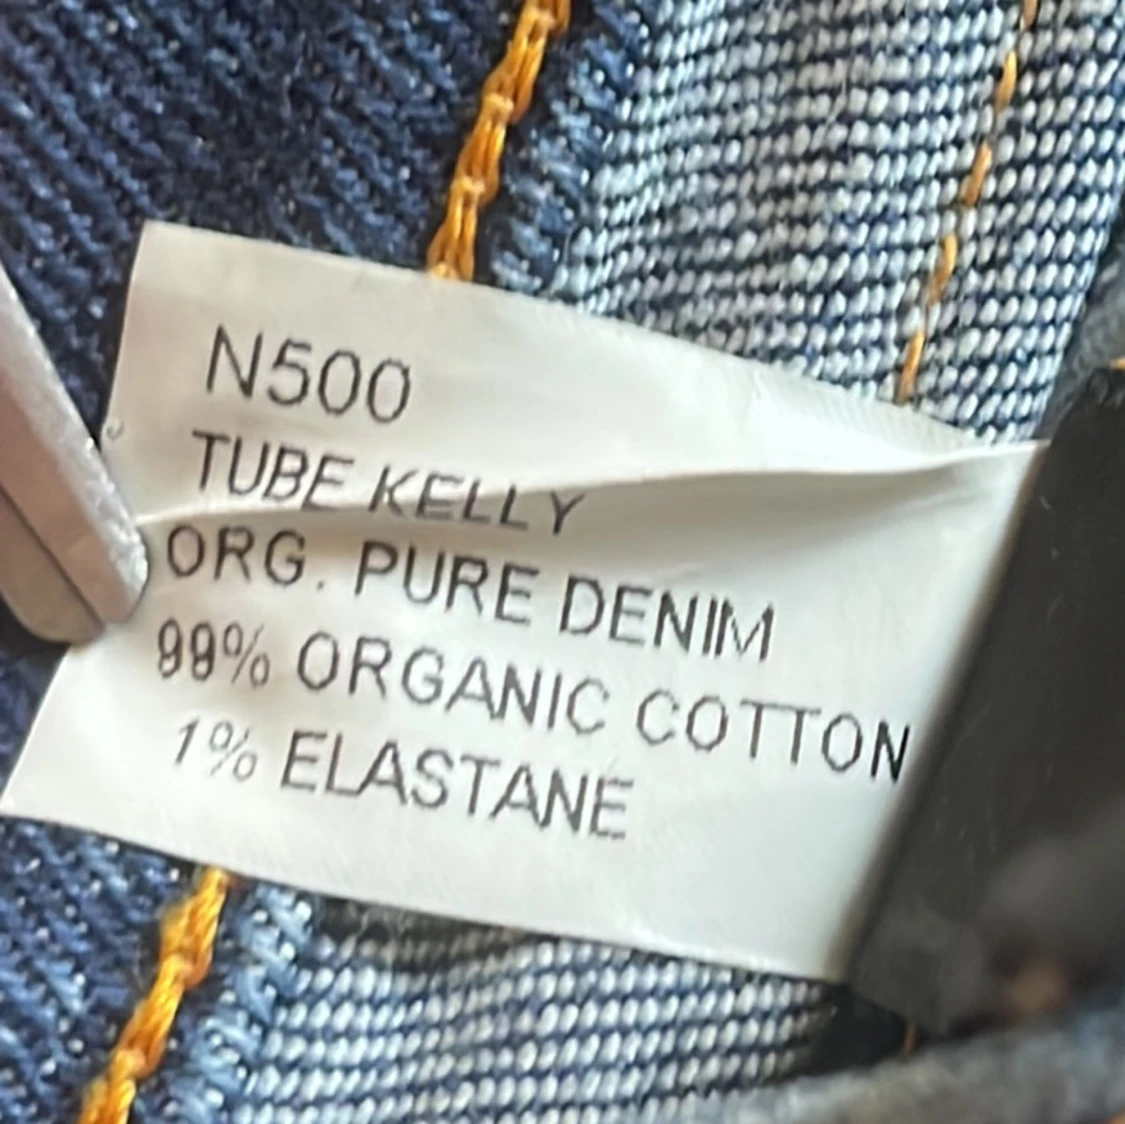 N500
TUBE KELLY
ORG. PURE DENIM
99% ORGANIC COTTON
1% ELASTANE